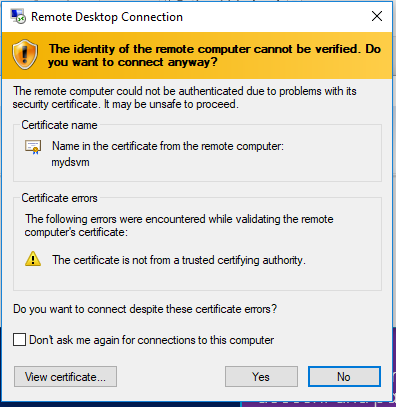 Remote Desktop Connection
The identity of the remote computer cannot be verified. Do
you want to connect anyway?
The remote computer could not be authenticated due to problems with its
security certificate. It may be unsafe to proceed.
Certificate name
Name in the certificate from the remote computer:
mydsvm
Certificate errors
The following errors were encountered while validating the remote
computer's certificate:
The certificate is not from a trusted certifying authority.
Do you want to connect despite these certificate errors?
Don't ask me again for connections to this computer
View certificate...
Yes
No